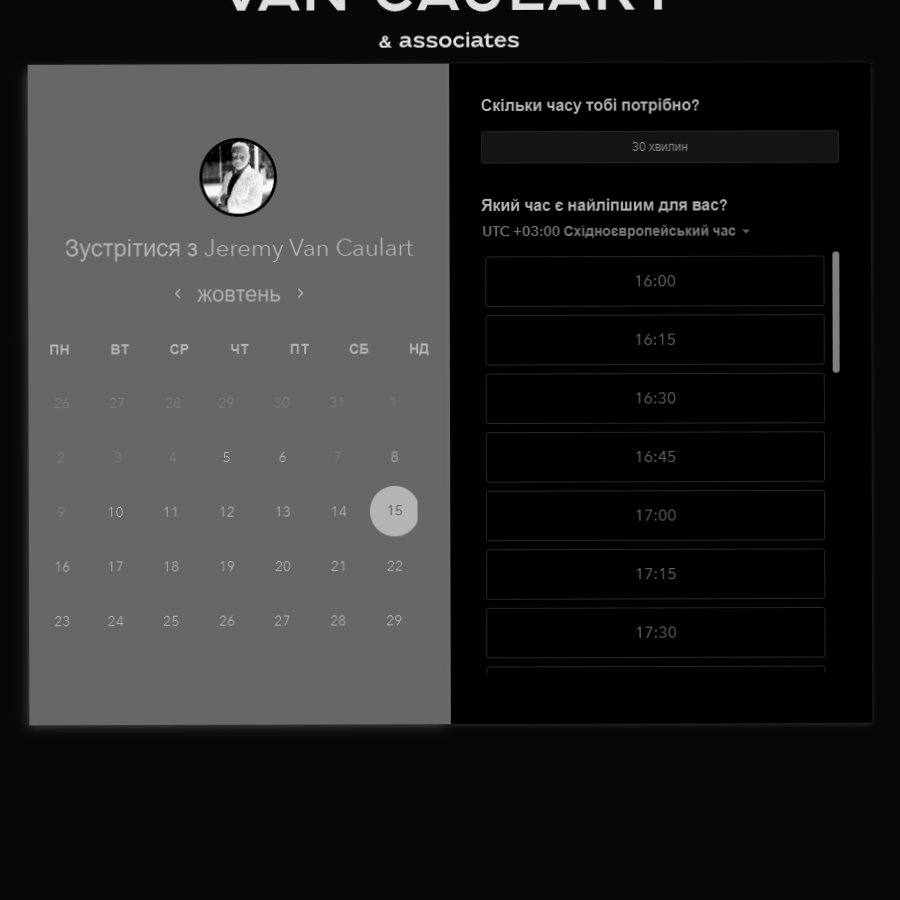 VAN CAULART
& associates
Зустрітися з Jeremy Van Caulart
жовтень
ПН ВТ СР ЧТ ПТ СБ НД
26 27 28 29 30 31 1
2 3 4 5 6 7 8
9 10 11 12 13 14 15
16 17 18 19 20 21 22
23 24 25 26 27 28 29
Скільки часу тобі потрібно?
30 хвилин
Який час є найліпшим для вас?
UTC +03:00 Східноєвропейський час
16:00
16:15
16:30
16:45
17:00
17:15
17:30